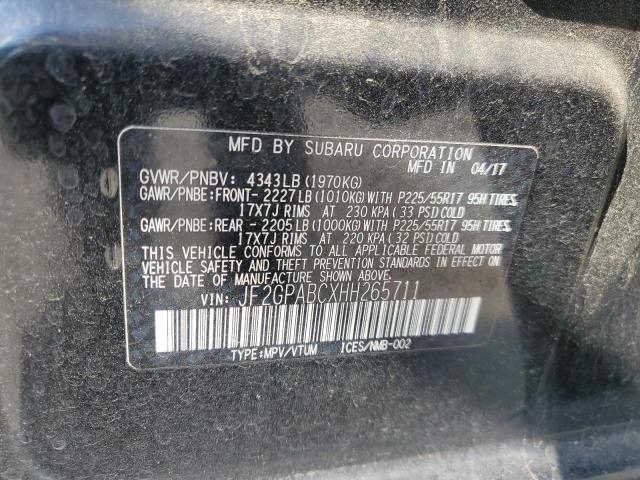 MFD BY SUBARU CORPORATION
MFD IN 04/17
GVWR/PNBV: 4343LB(1970KG)
GAWR/PNBE:FRONT-2227LB(1010KG)WITH P225/55R17 95H TIRES,
17X7J RIMS AT 230 KPA(33 PSI)COLD
GAWR/PNBE:REAR -2205LB(1000KG)WITH P225/55R17 95H TIRES,
17X7J RIMS AT 220 KPA(32 PSI)COLD
THIS VEHICLE CONFORMS TO ALL APPLICABLE FEDERAL MOTOR
VEHICLE SAFETY AND THEFT PREVENTION STANDARDS IN EFFECT ON
THE DATE OF MANUFACTURE SHOWN ABOVE.
VIN: JF2GPABCXHH265711
TYPE:MPV/VTUM ICES/NMB-002